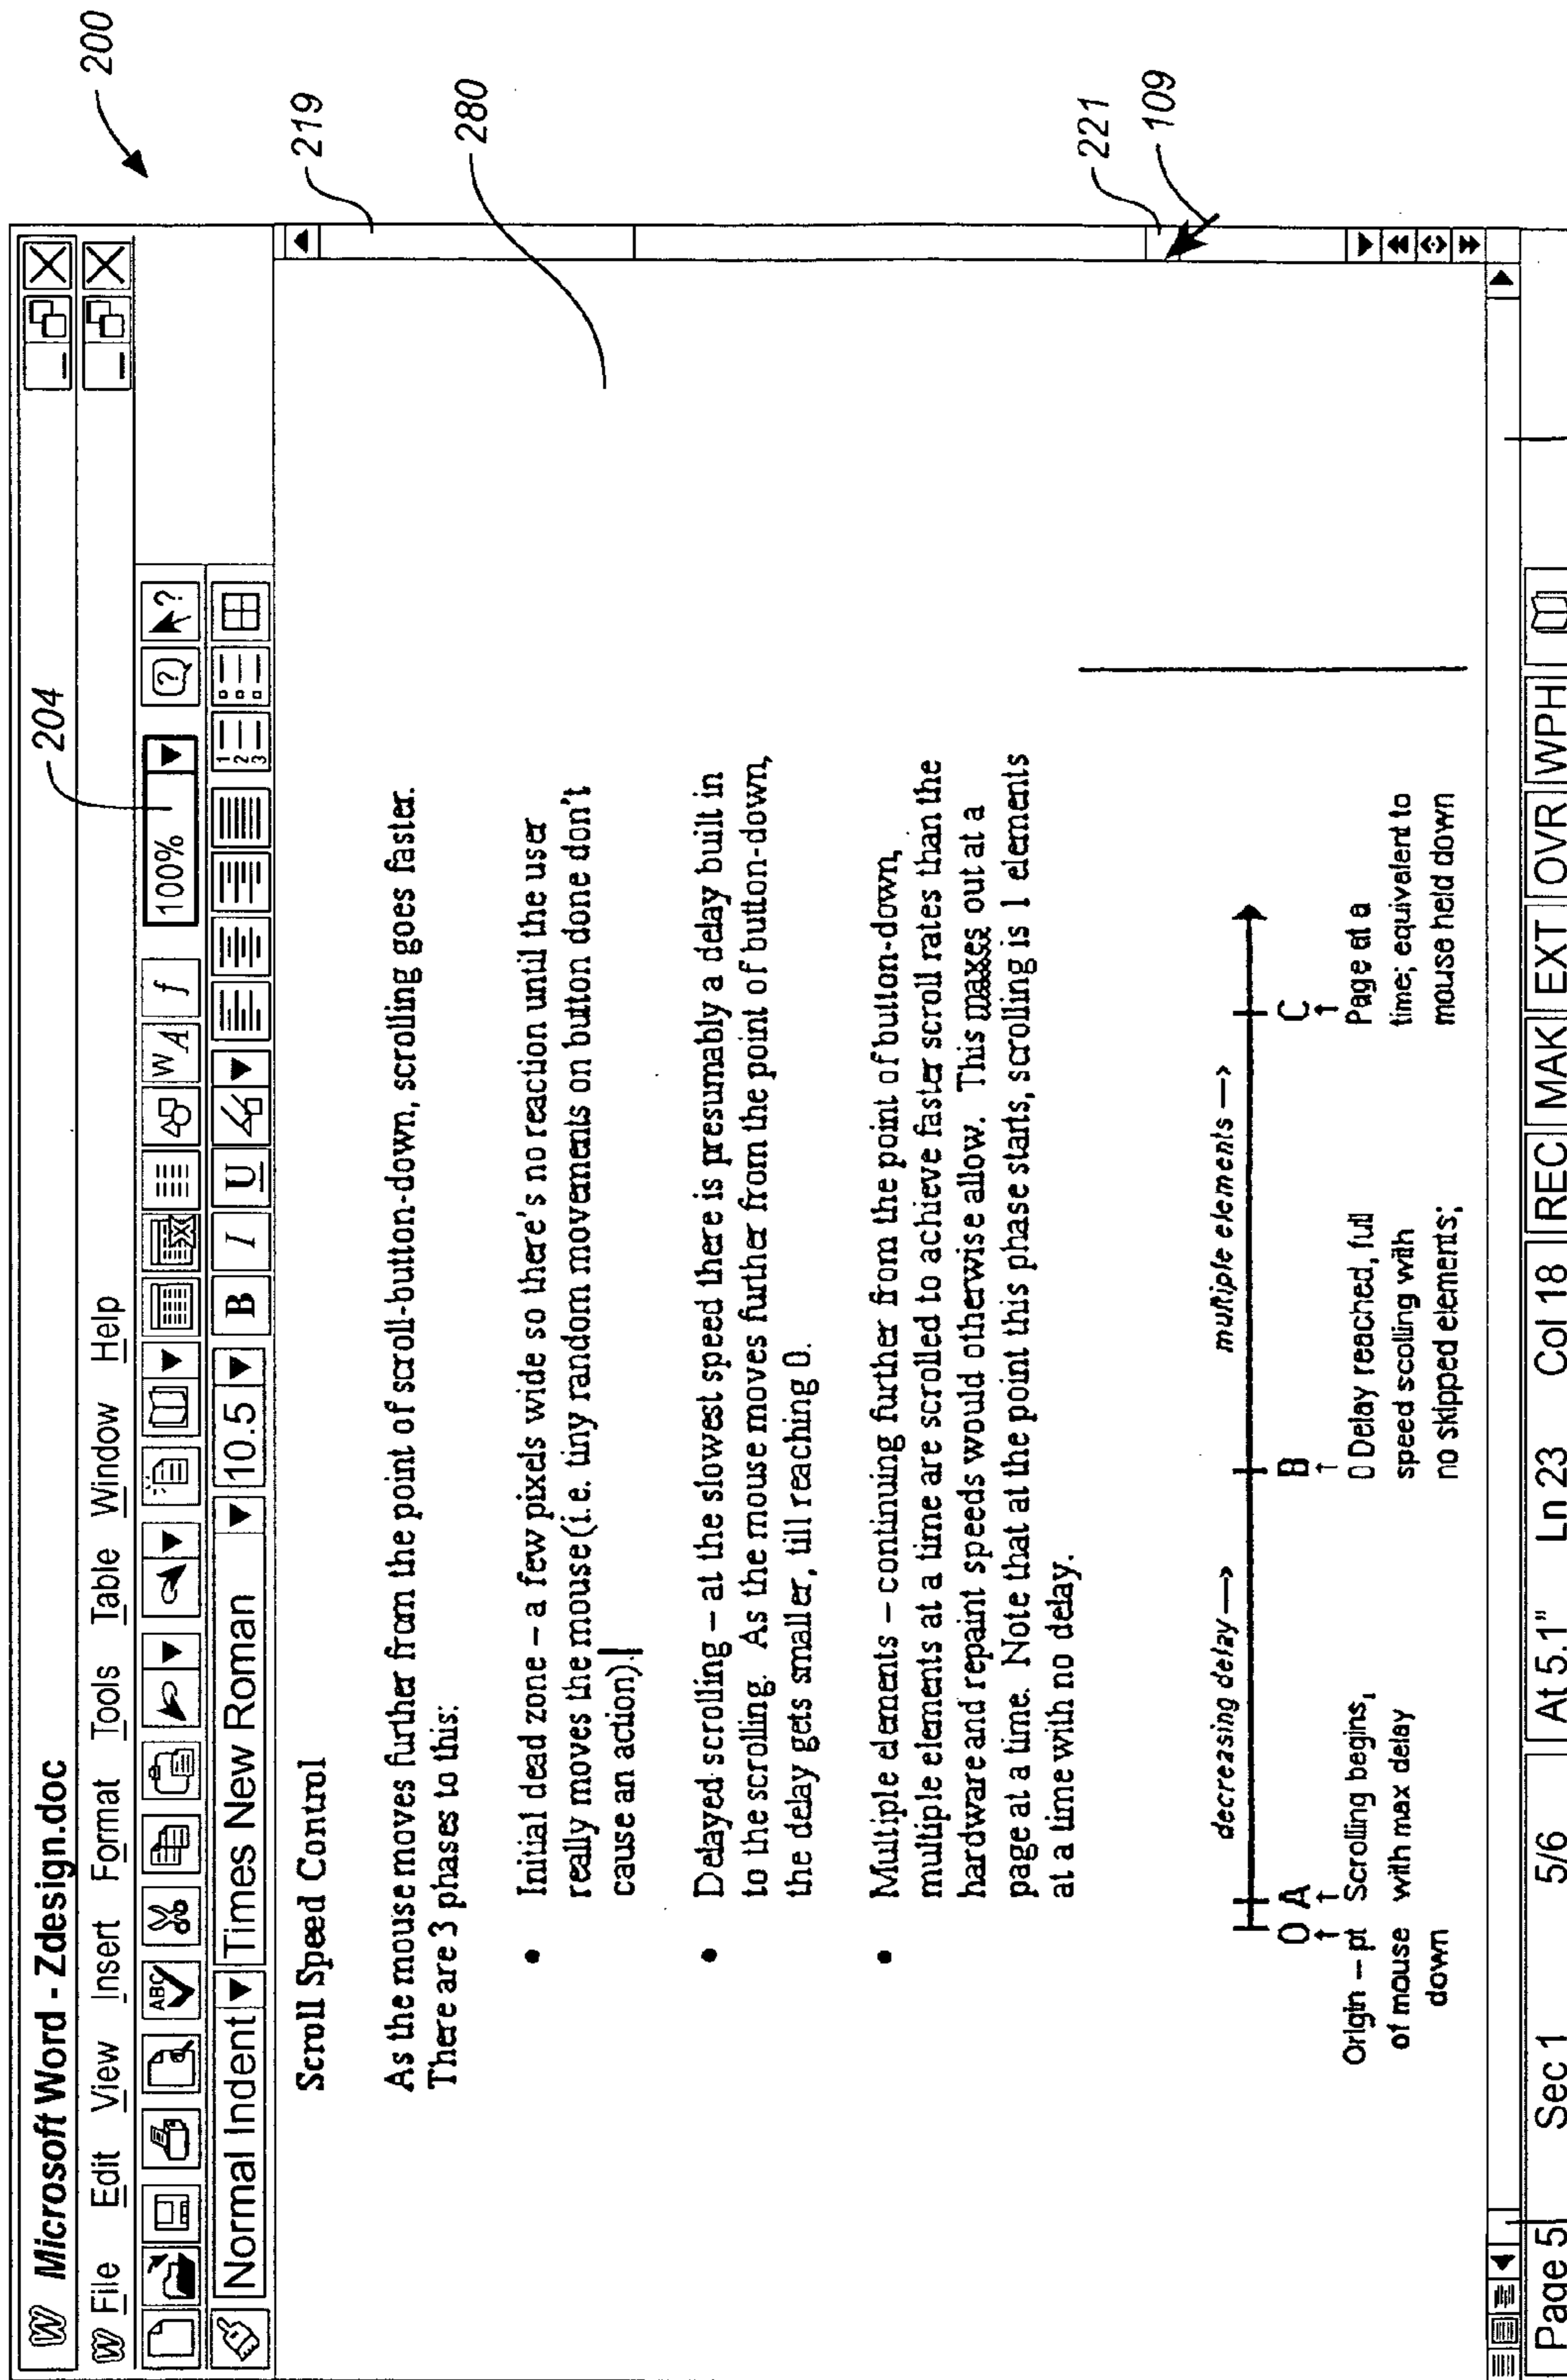 200
W Microsoft Word - Zdesign.doc
204
W File Edit View Insert Format Tools Table Window Help
ABC W A f 100% ? ?
Normal Indent Times New Roman 10.5 B I U 1 2 3
219
280
221
109
Scroll Speed Control
As the mouse moves further from the point of scroll-button-down, scrolling goes faster.
There are 3 phases to this:
• Initial dead zone – a few pixels wide so there's no reaction until the user
really moves the mouse (i.e. tiny random movements on button done don't
cause an action).
• Delayed scrolling – at the slowest speed there is presumably a delay built in
to the scrolling. As the mouse moves further from the point of button-down,
the delay gets smaller, till reaching 0.
• Multiple elements – continuing further from the point of button-down,
multiple elements at a time are scrolled to achieve faster scroll rates than the
hardware and repaint speeds would otherwise allow. This maxes out at a
page at a time. Note that at the point this phase starts, scrolling is 1 elements
at a time with no delay.
decreasing delay –>
multiple elements –>
O A B C
Origin – pt
of mouse
down
Scrolling begins,
with max delay
0 Delay reached, full
speed scolling with
no skipped elements;
Page at a
time; equivalent to
mouse held down
Page 5 Sec 1 5/6 At 5.1" Ln 23 Col 18 REC MAK EXT OVR WPH